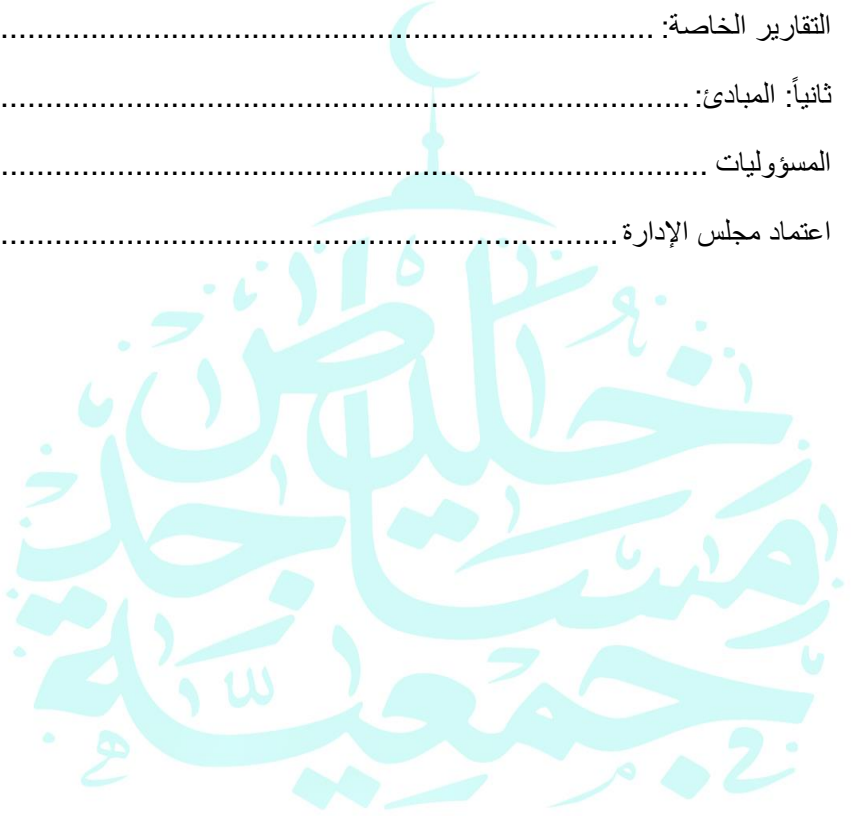 التقارير الخاصة: ........................................................................
ثانياً: المبادئ: ............................................................................
المسؤوليات ..............................................................................
اعتماد مجلس الإدارة ....................................................................
خليص
مساجد
جمعية